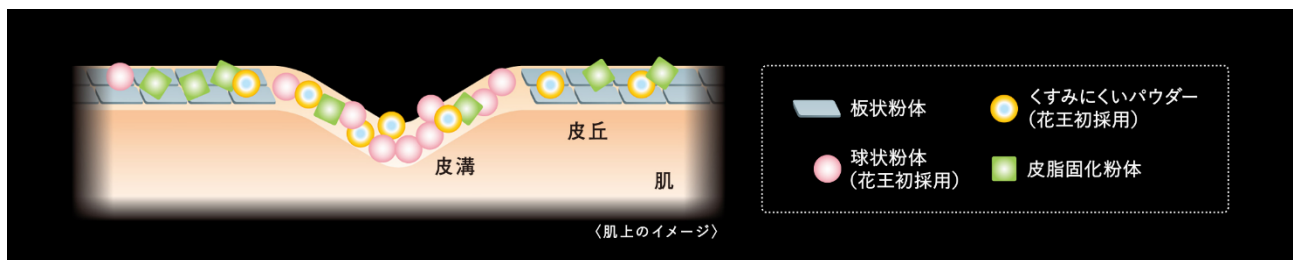 皮丘
皮溝
肌
〈肌上のイメージ〉
板状粉体
くすみにくいパウダー
(花王初採用)
球状粉体
(花王初採用)
皮脂固化粉体